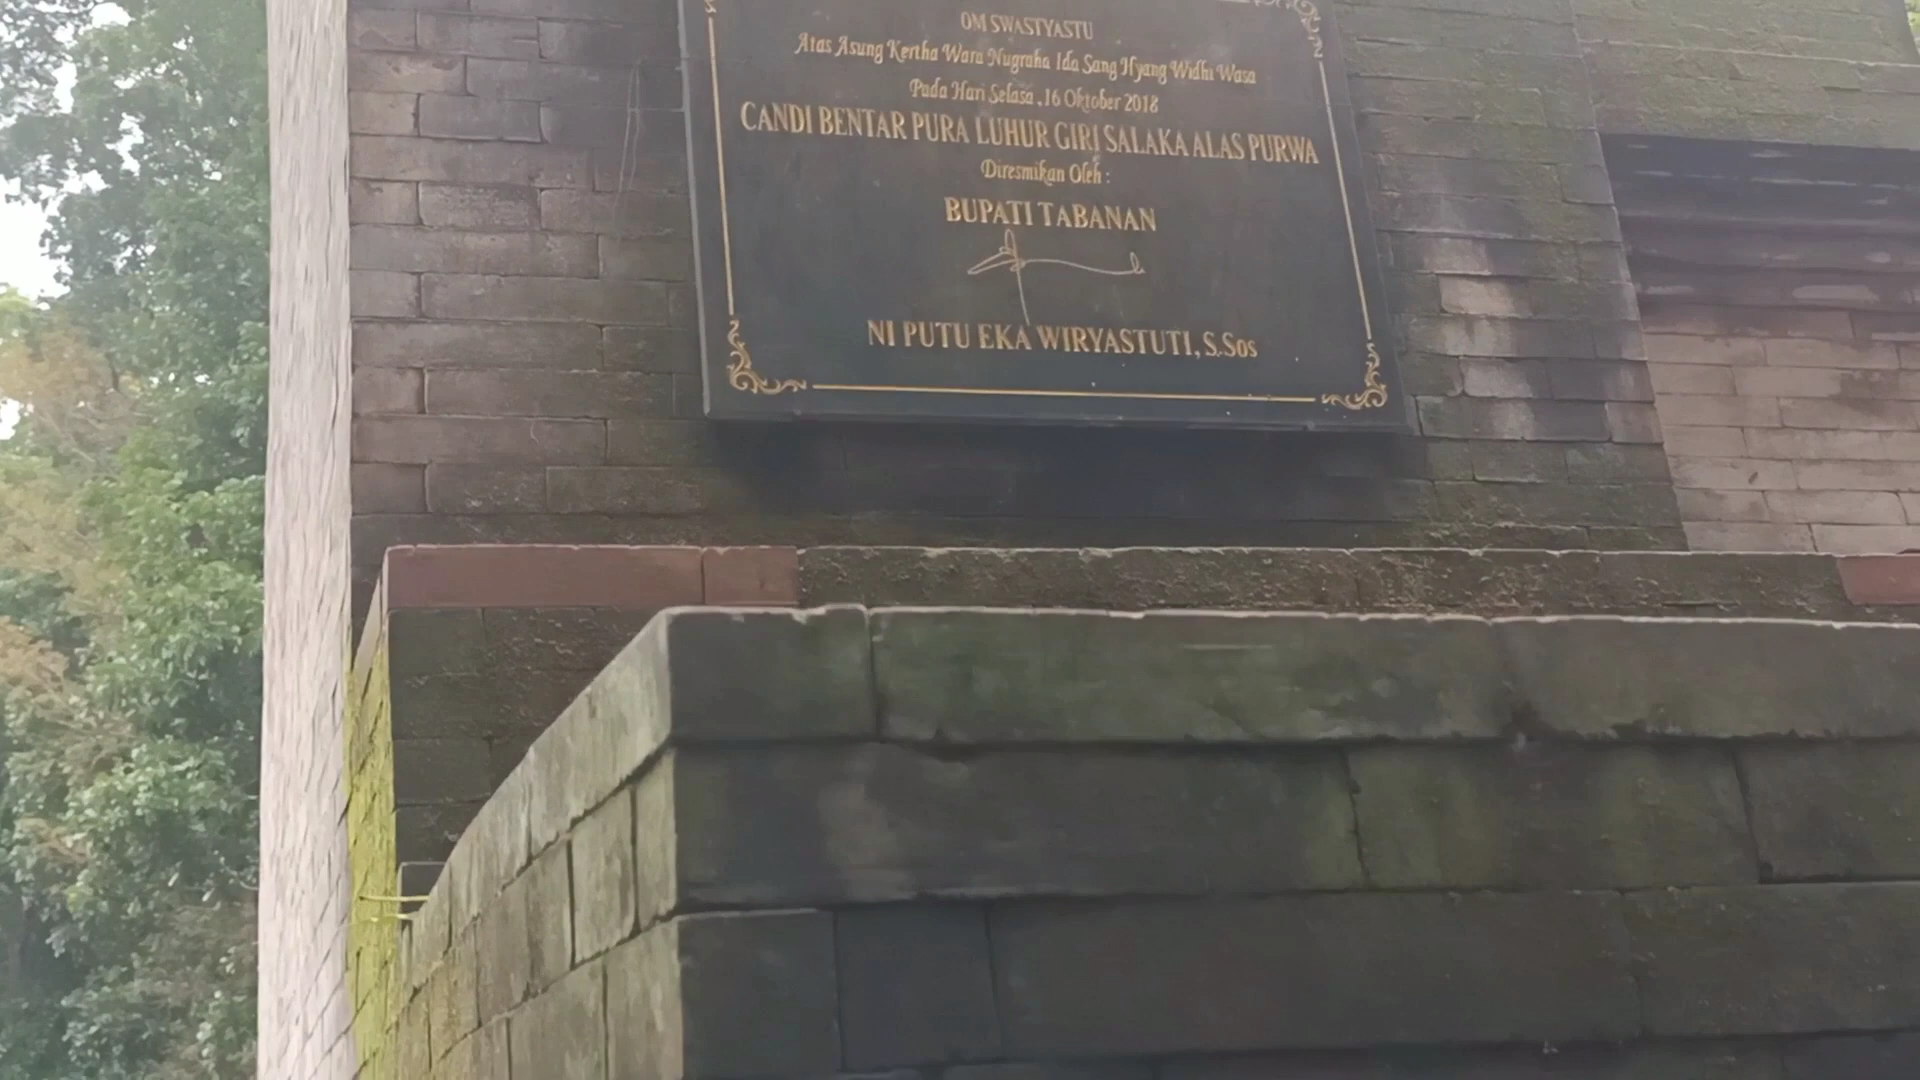 OM SWASTYASTU
Atas Asung Kertha Wara Nugraha Ida Sang Hyang Widhi Wasa
Pada Hari Selasa , 16 Oktober 2018
CANDI BENTAR PURA LUHUR GIRI SALAKA ALAS PURWA
Diresmikan Oleh :
BUPATI TABANAN
NI PUTU EKA WIRYASTUTI, S.Sos